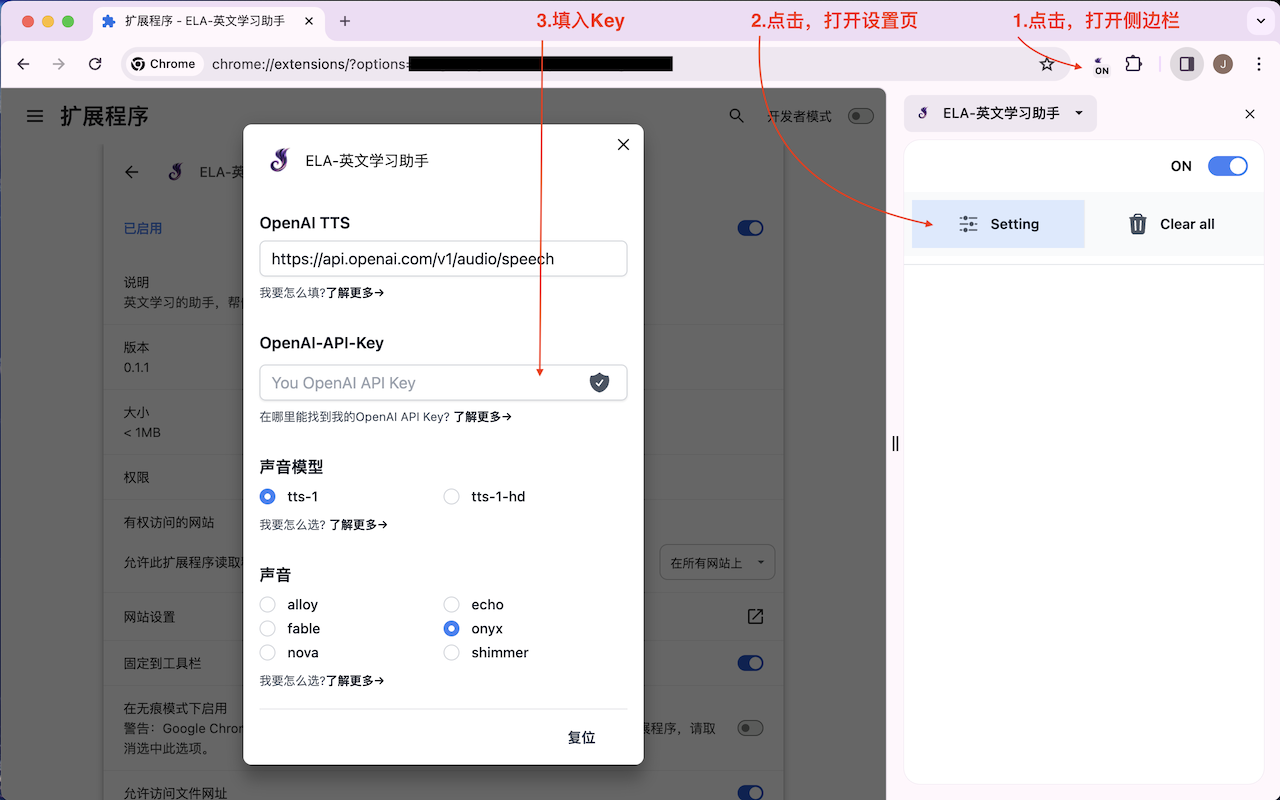 扩展程序 - ELA-英文学习助手
3.填入Key
2.点击，打开设置页
1.点击，打开侧边栏
Chrome
chrome://extensions/?options=
ON
J
扩展程序
开发者模式
ELA-英
已启用
说明
英文学习的助手，帮
版本
0.1.1
大小
< 1MB
权限
有权访问的网站
允许此扩展程序读取
在所有网站上
网站设置
固定到工具栏
在无痕模式下启用
警告：Google Chro
展程序，请取
消选中此选项。
允许访问文件网址
ELA-英文学习助手
OpenAI TTS
https://api.openai.com/v1/audio/speech
我要怎么填?了解更多→
OpenAI-API-Key
You OpenAI API Key
在哪里能找到我的OpenAI API Key? 了解更多→
声音模型
tts-1
tts-1-hd
我要怎么选? 了解更多→
声音
alloy
echo
fable
onyx
nova
shimmer
我要怎么选?了解更多→
复位
ELA-英文学习助手
ON
Setting
Clear all